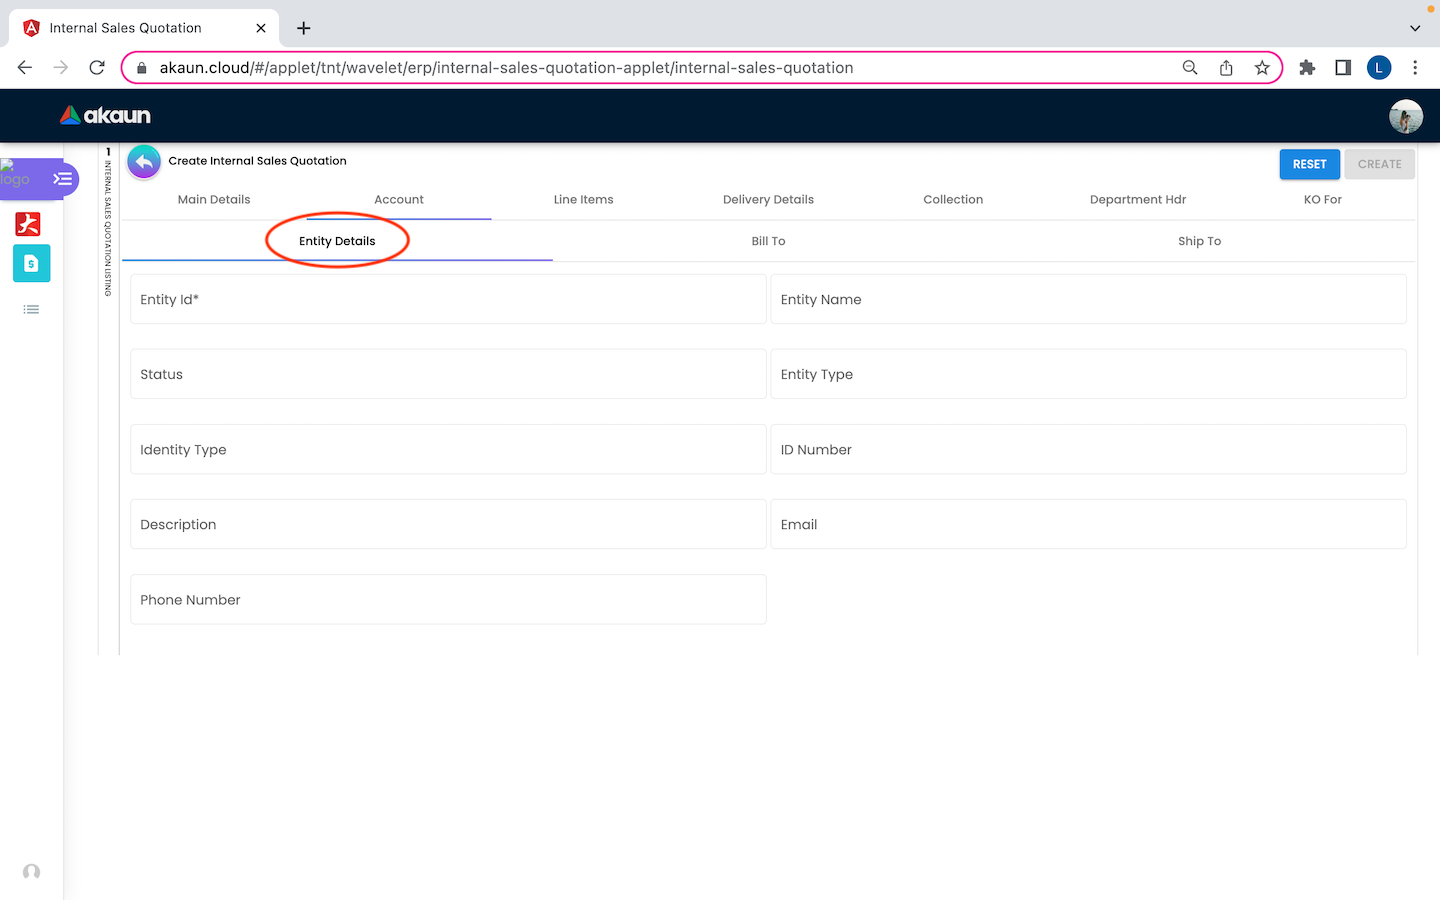 Internal Sales Quotation
akaun.cloud/#/applet/tnt/wavelet/erp/internal-sales-quotation-applet/internal-sales-quotation
L
akaun
logo
1
INTERNAL SALES QUOTATION LISTING
Create Internal Sales Quotation
RESET
CREATE
Main Details
Account
Line Items
Delivery Details
Collection
Department Hdr
KO For
Entity Details
Bill To
Ship To
Entity Id*
Entity Name
Status
Entity Type
Identity Type
ID Number
Description
Email
Phone Number